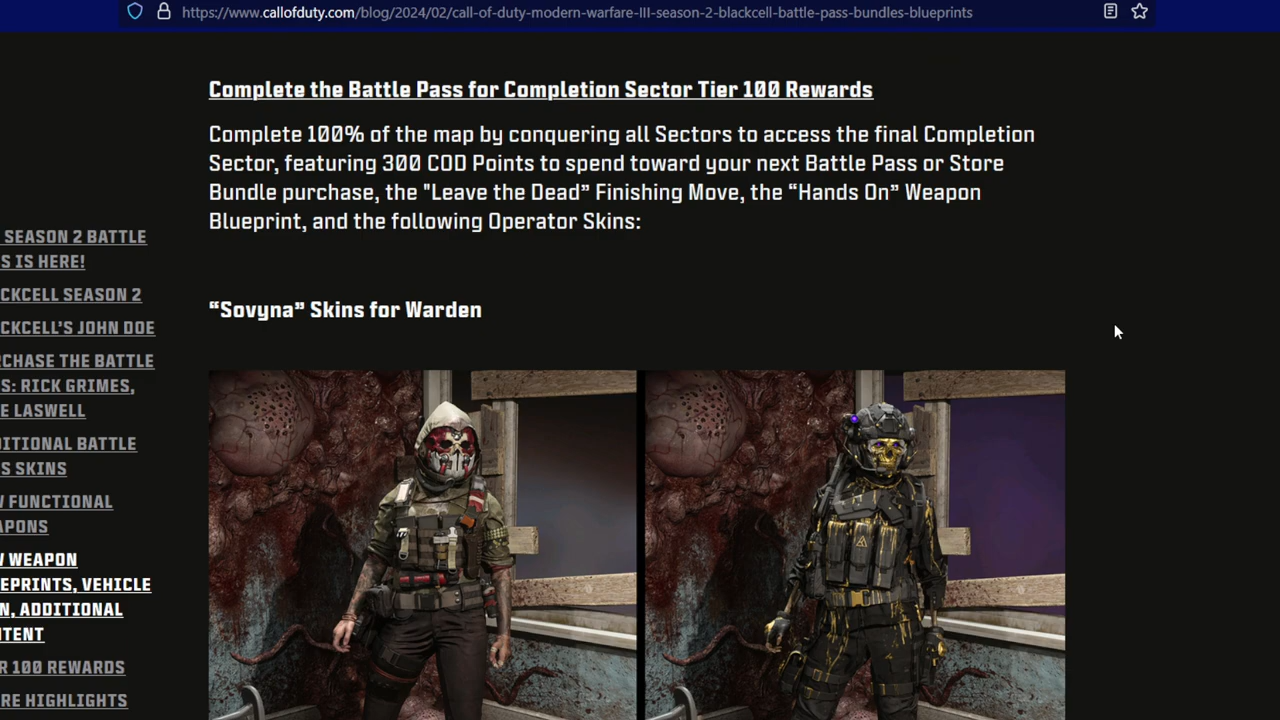 https://www.callofduty.com/blog/2024/02/call-of-duty-modern-warfare-III-season-2-blackcell-battle-pass-bundles-blueprints
Complete the Battle Pass for Completion Sector Tier 100 Rewards
Complete 100% of the map by conquering all Sectors to access the final Completion
Sector, featuring 300 COD Points to spend toward your next Battle Pass or Store
Bundle purchase, the "Leave the Dead” Finishing Move, the “Hands On” Weapon
Blueprint, and the following Operator Skins:
“Sovyna” Skins for Warden
SEASON 2 BATTLE
S IS HERE!
CKCELL SEASON 2
CKCELL'S JOHN DOE
RCHASE THE BATTLE
S: RICK GRIMES,
E LASWELL
DITIONAL BATTLE
S SKINS
W FUNCTIONAL
APONS
W WEAPON
EPRINTS, VEHICLE
N, ADDITIONAL
NTENT
R 100 REWARDS
RE HIGHLIGHTS